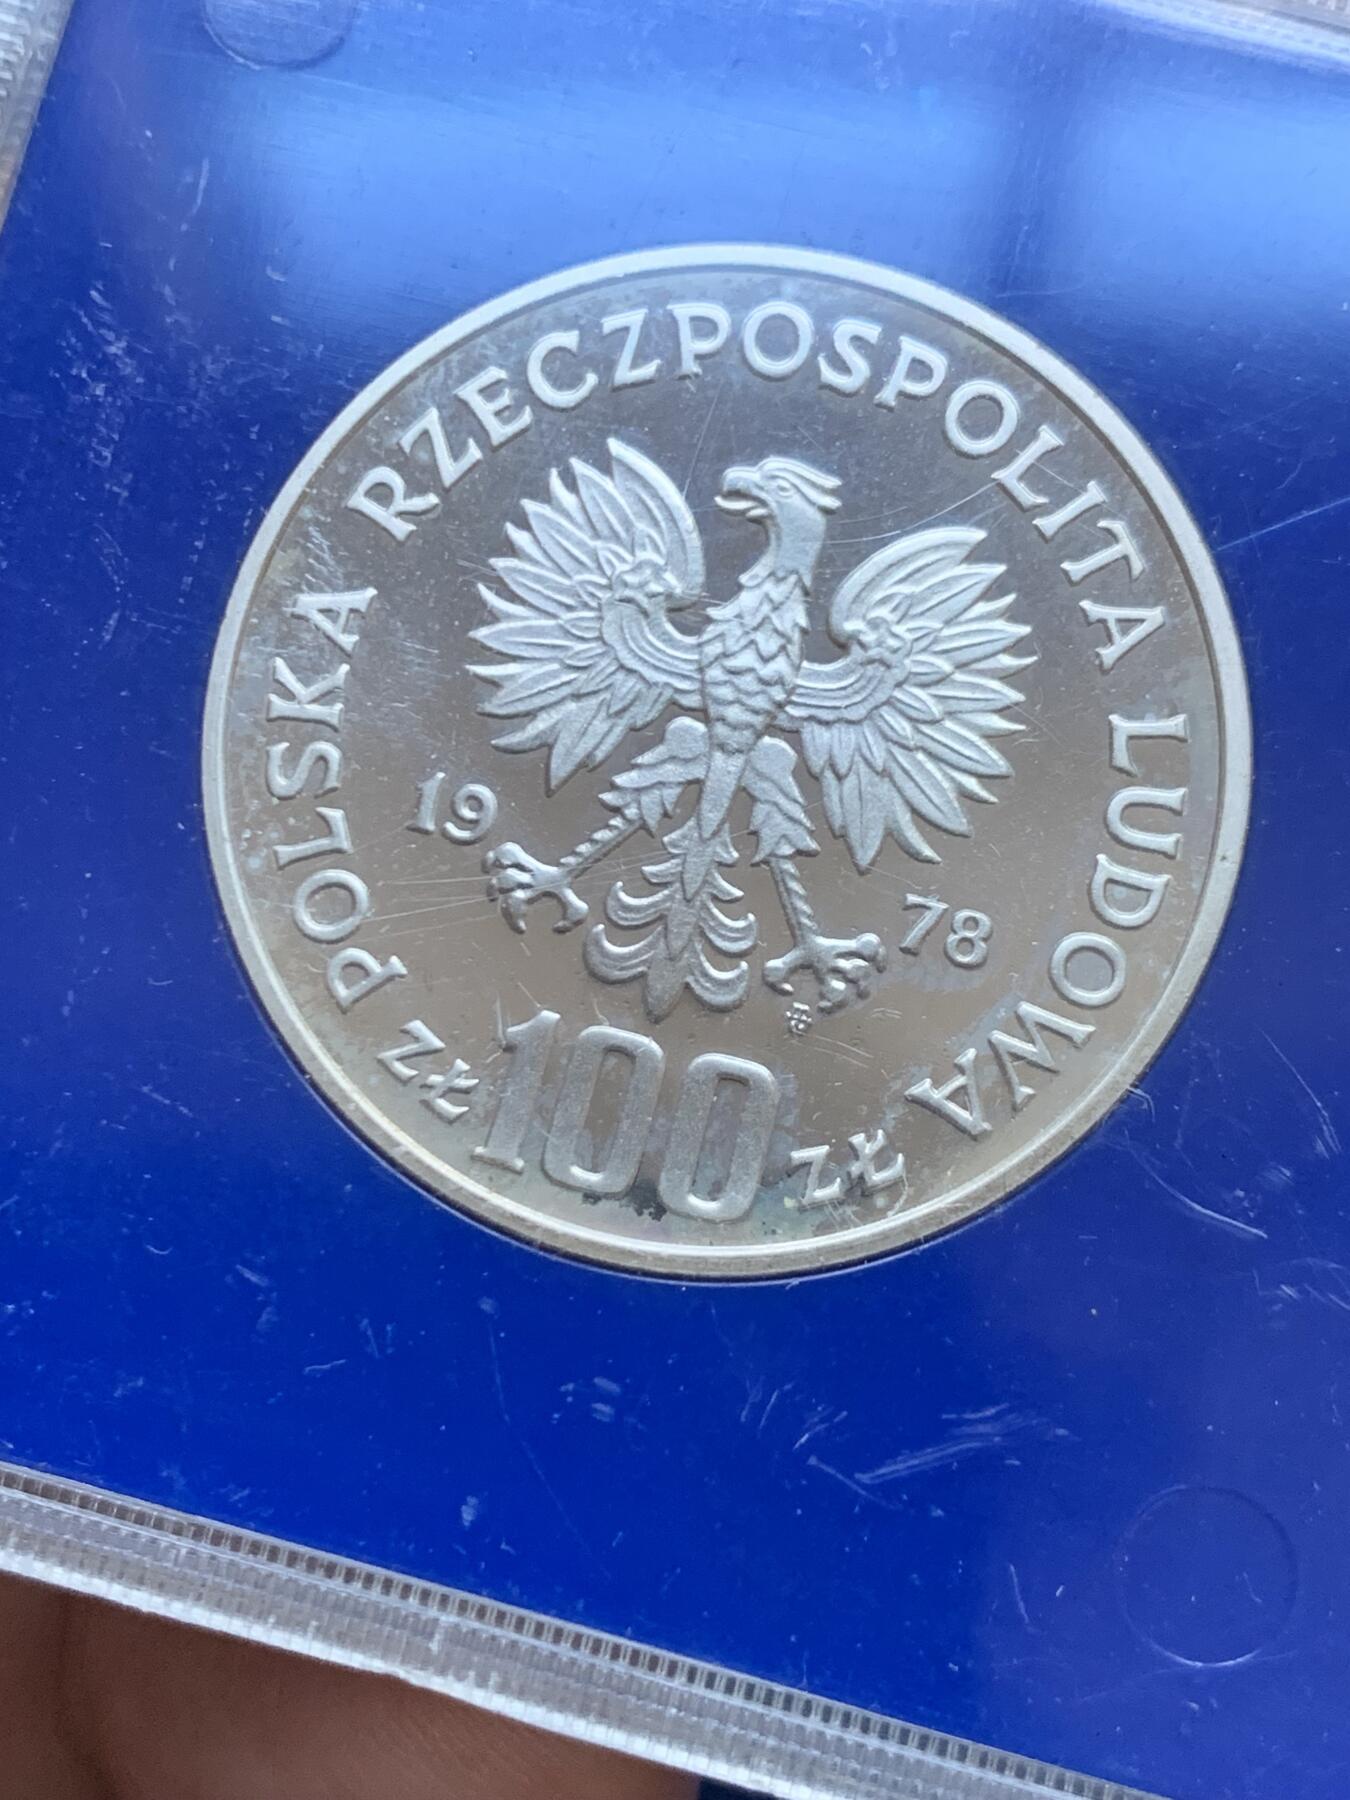 POLSKA RZECZPOSPOLITA LUDOWA
19 78
ZŁ 100 ZŁ